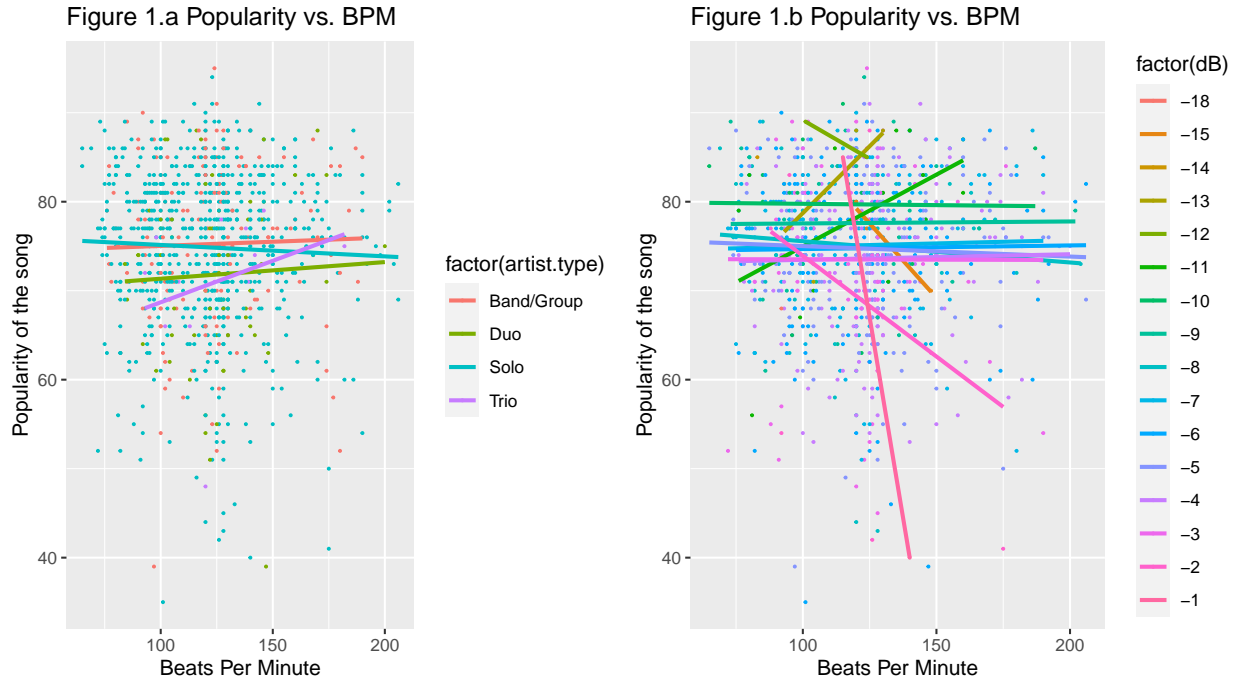 Figure 1.a Popularity vs. BPM
Popularity of the song
80
60
40
100 150 200
Beats Per Minute
factor(artist.type)
Band/Group
Duo
Solo
Trio
Figure 1.b Popularity vs. BPM
Popularity of the song
80
60
40
100 150 200
Beats Per Minute
factor(dB)
−18
−15
−14
−13
−12
−11
−10
−9
−8
−7
−6
−5
−4
−3
−2
−1